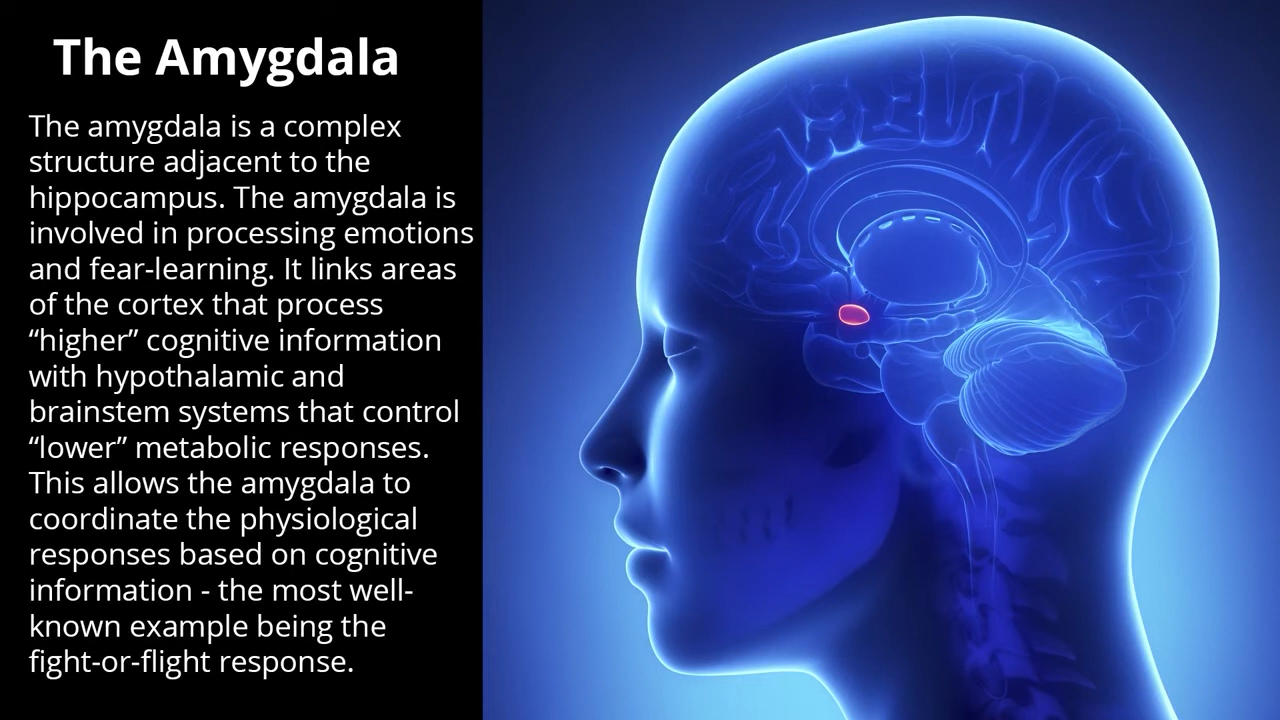 The Amygdala
The amygdala is a complex
structure adjacent to the
hippocampus. The amygdala is
involved in processing emotions
and fear-learning. It links areas
of the cortex that process
“higher” cognitive information
with hypothalamic and
brainstem systems that control
“lower” metabolic responses.
This allows the amygdala to
coordinate the physiological
responses based on cognitive
information - the most well-
known example being the
fight-or-flight response.